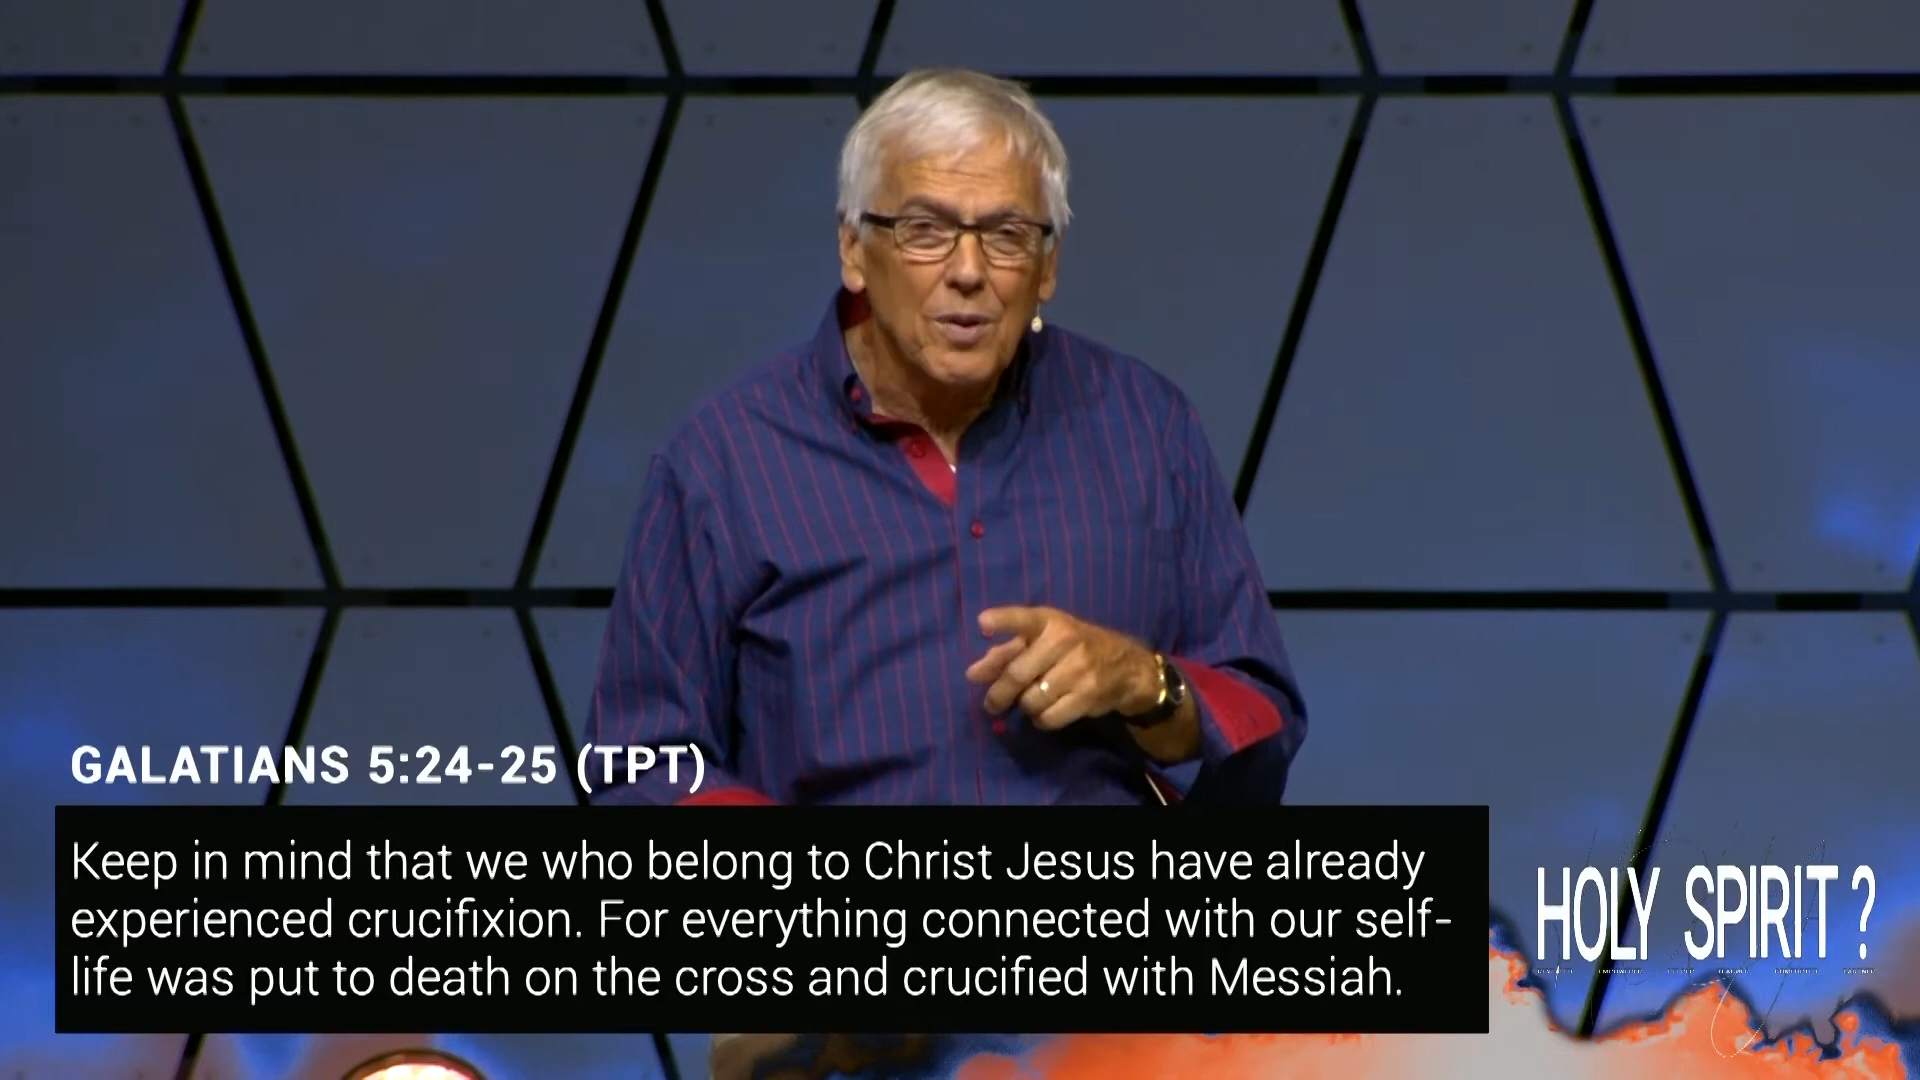 GALATIANS 5:24-25 (TPT)
Keep in mind that we who belong to Christ Jesus have already
experienced crucifixion. For everything connected with our self-
life was put to death on the cross and crucified with Messiah.
HOLY SPIRIT?